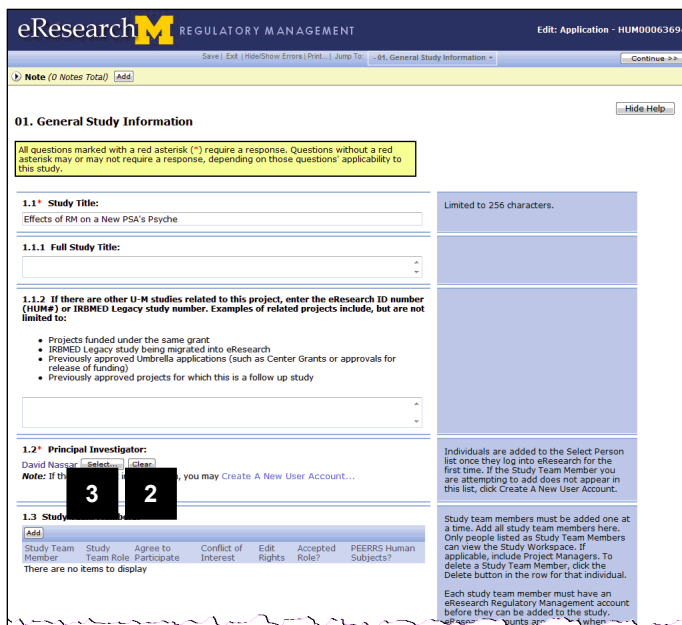 eResearch M REGULATORY MANAGEMENT
Edit: Application - HUM0006369
Save | Exit | Hide/Show Errors | Print... | Jump To: - 01. General Study Information -
Continue >>
Note (0 Notes Total) Add
Hide Help
01. General Study Information
All questions marked with a red asterisk (*) require a response. Questions without a red
asterisk may or may not require a response, depending on those questions' applicability to
this study.
1.1* Study Title:
Effects of RM on a New PSA's Psyche
Limited to 256 characters.
1.1.1 Full Study Title:
1.1.2 If there are other U-M studies related to this project, enter the eResearch ID number
(HUM#) or IRBMED Legacy study number. Examples of related projects include, but are not
limited to:
• Projects funded under the same grant
• IRBMED Legacy study being migrated into eResearch
• Previously approved Umbrella applications (such as Center Grants or approvals for
release of funding)
• Previously approved projects for which this is a follow up study
1.2* Principal Investigator:
David Nassar Select... Clear
Note: If th
you may Create A New User Account...
3 2
Individuals are added to the Select Person
list once they log into eResearch for the
first time. If the Study Team Member you
are attempting to add does not appear in
this list, click Create A New User Account.
1.3 Study
Add
Study Team Member
Study Team Role
Agree to Participate
Conflict of Interest
Edit Rights
Accepted Role?
PEERRS Human Subjects?
There are no items to display
Study team members must be added one at
a time. Add all study team members here.
Only people listed as Study Team Members
can view the Study Workspace. If
applicable, include Project Managers. To
delete a Study Team Member, click the
Delete button in the row for that individual.
Each study team member must have an
eResearch Regulatory Management account
before they can be added to the study.